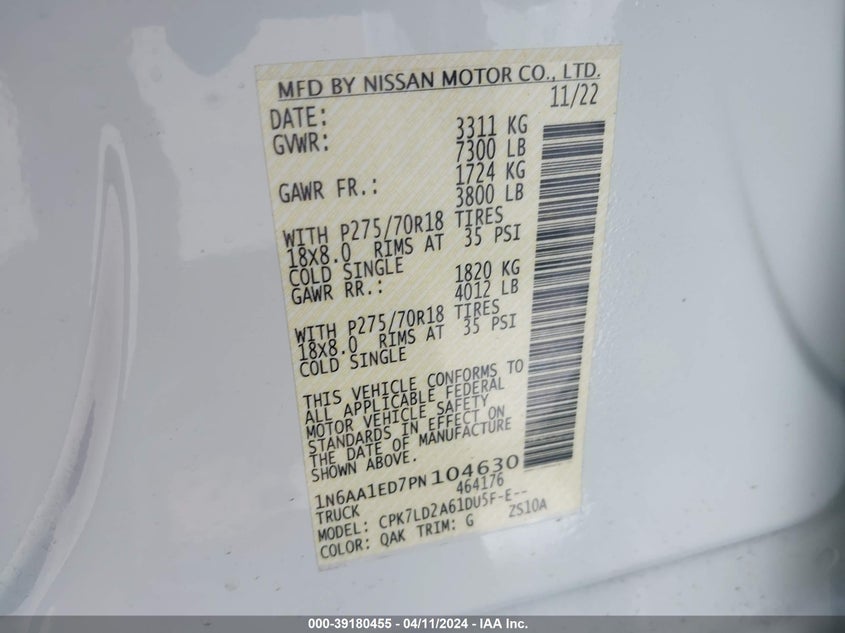 MFD BY NISSAN MOTOR CO., LTD.
DATE: 11/22
GVWR: 3311 KG
7300 LB
GAWR FR.: 1724 KG
3800 LB
WITH P275/70R18 TIRES
18x8.0 RIMS AT 35 PSI
COLD SINGLE
GAWR RR.: 1820 KG
4012 LB
WITH P275/70R18 TIRES
18x8.0 RIMS AT 35 PSI
COLD SINGLE
THIS VEHICLE CONFORMS TO
ALL APPLICABLE FEDERAL
MOTOR VEHICLE SAFETY
STANDARDS IN EFFECT ON
THE DATE OF MANUFACTURE
SHOWN ABOVE.
1N6AA1ED7PN104630
TRUCK 464176
MODEL: CPK7LD2A61DU5F-E--
COLOR: QAK TRIM: G ZS10A
000-39180455 - 04/11/2024 - IAA Inc.